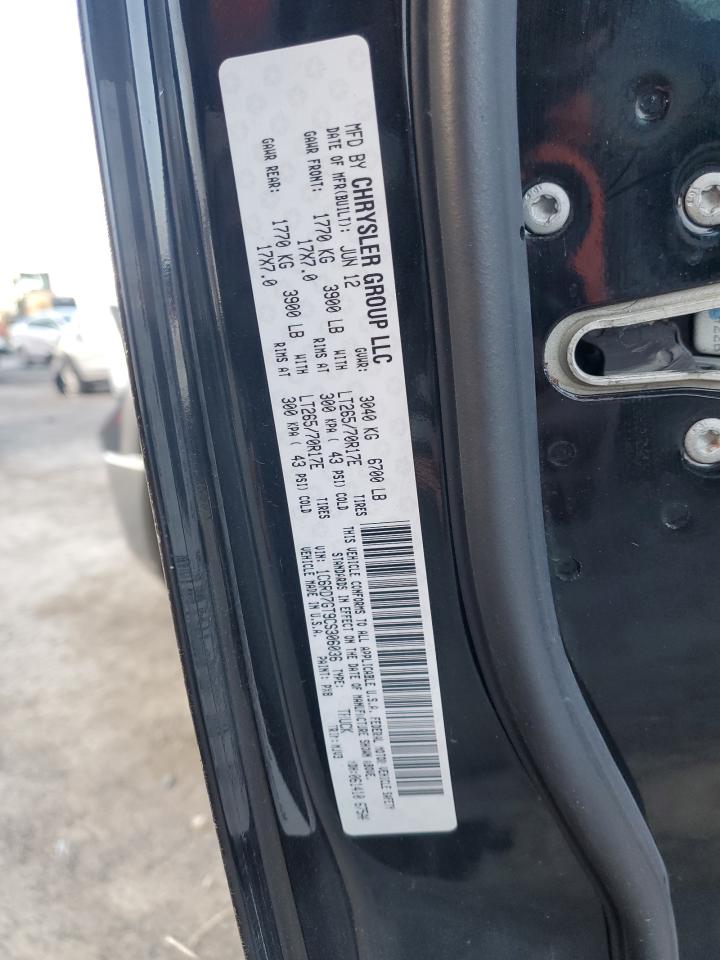 MFD BY CHRYSLER GROUP LLC
DATE OF MFR(BUILT): JUN 12 GVWR: 3040 KG 6700 LB
GAWR FRONT: 1770 KG 3900 LB WITH LT265/70R17E TIRES
17X7.0 RIMS AT 300 KPA ( 43 PSI) COLD
GAWR REAR: 1770 KG 3900 LB WITH LT265/70R17E TIRES
17X7.0 RIMS AT 300 KPA ( 43 PSI) COLD
THIS VEHICLE CONFORMS TO ALL APPLICABLE U.S.A. FEDERAL MOTOR VEHICLE SAFETY
STANDARDS IN EFFECT ON THE DATE OF MANUFACTURE SHOWN ABOVE.
VIN: 1C6RD7GT9CS306036 TYPE: TRUCK
VEHICLE MADE IN U.S.A. PAINT: PXB